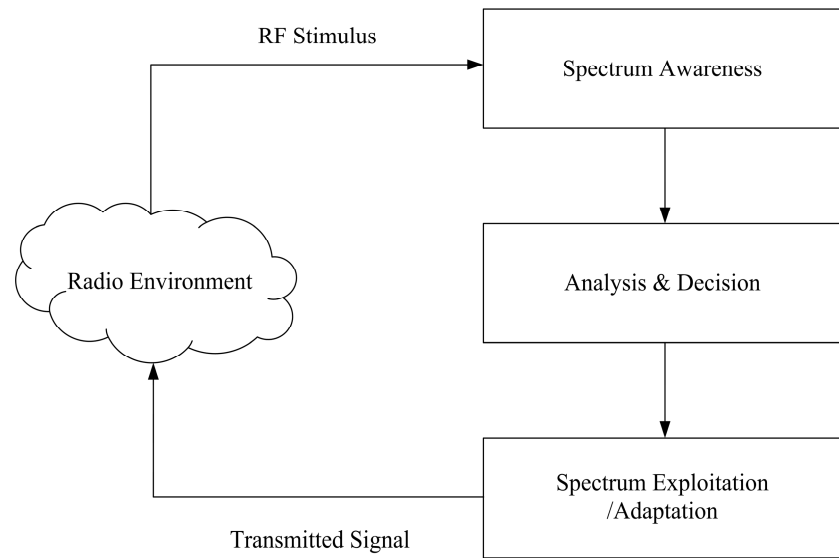 RF Stimulus
Spectrum Awareness
Radio Environment
Analysis & Decision
Spectrum Exploitation
/Adaptation
Transmitted Signal